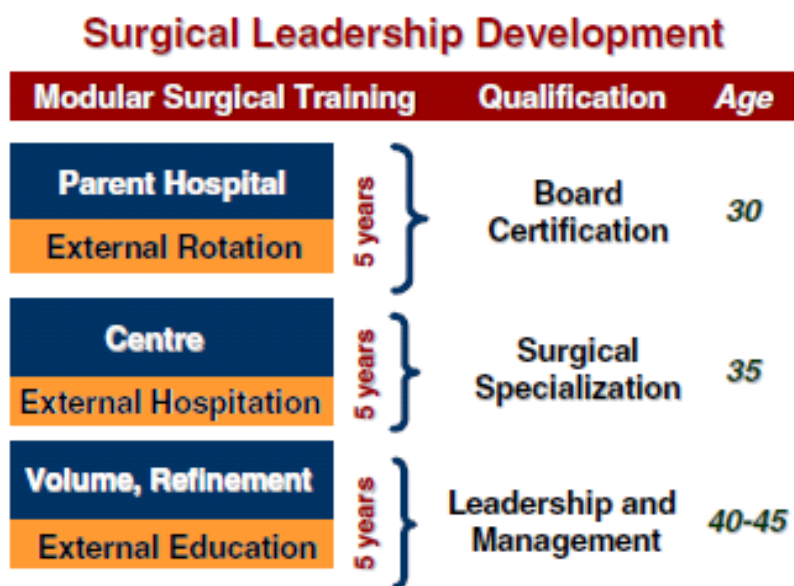 Surgical Leadership Development
Modular Surgical Training Qualification Age
Parent Hospital
External Rotation
5 years
Board
Certification
30
Centre
External Hospitation
5 years
Surgical
Specialization
35
Volume, Refinement
External Education
5 years
Leadership and
Management
40-45